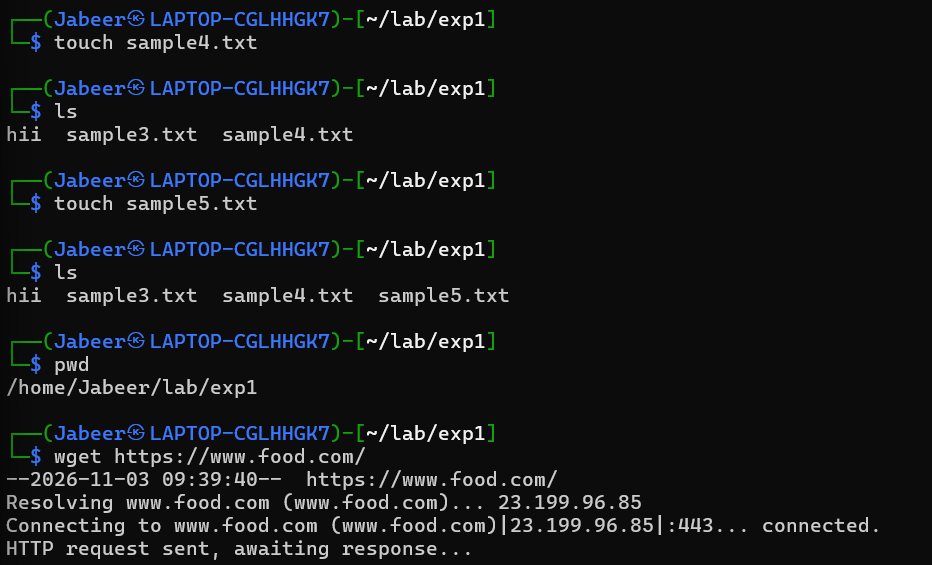 ┌──(Jabeer㉿LAPTOP-CGLHHGK7)-[~/lab/exp1]
└─$ touch sample4.txt
┌──(Jabeer㉿LAPTOP-CGLHHGK7)-[~/lab/exp1]
└─$ ls
hii  sample3.txt  sample4.txt
┌──(Jabeer㉿LAPTOP-CGLHHGK7)-[~/lab/exp1]
└─$ touch sample5.txt
┌──(Jabeer㉿LAPTOP-CGLHHGK7)-[~/lab/exp1]
└─$ ls
hii  sample3.txt  sample4.txt  sample5.txt
┌──(Jabeer㉿LAPTOP-CGLHHGK7)-[~/lab/exp1]
└─$ pwd
/home/Jabeer/lab/exp1
┌──(Jabeer㉿LAPTOP-CGLHHGK7)-[~/lab/exp1]
└─$ wget https://www.food.com/
--2026-11-03 09:39:40--  https://www.food.com/
Resolving www.food.com (www.food.com)... 23.199.96.85
Connecting to www.food.com (www.food.com)|23.199.96.85|:443... connected.
HTTP request sent, awaiting response...